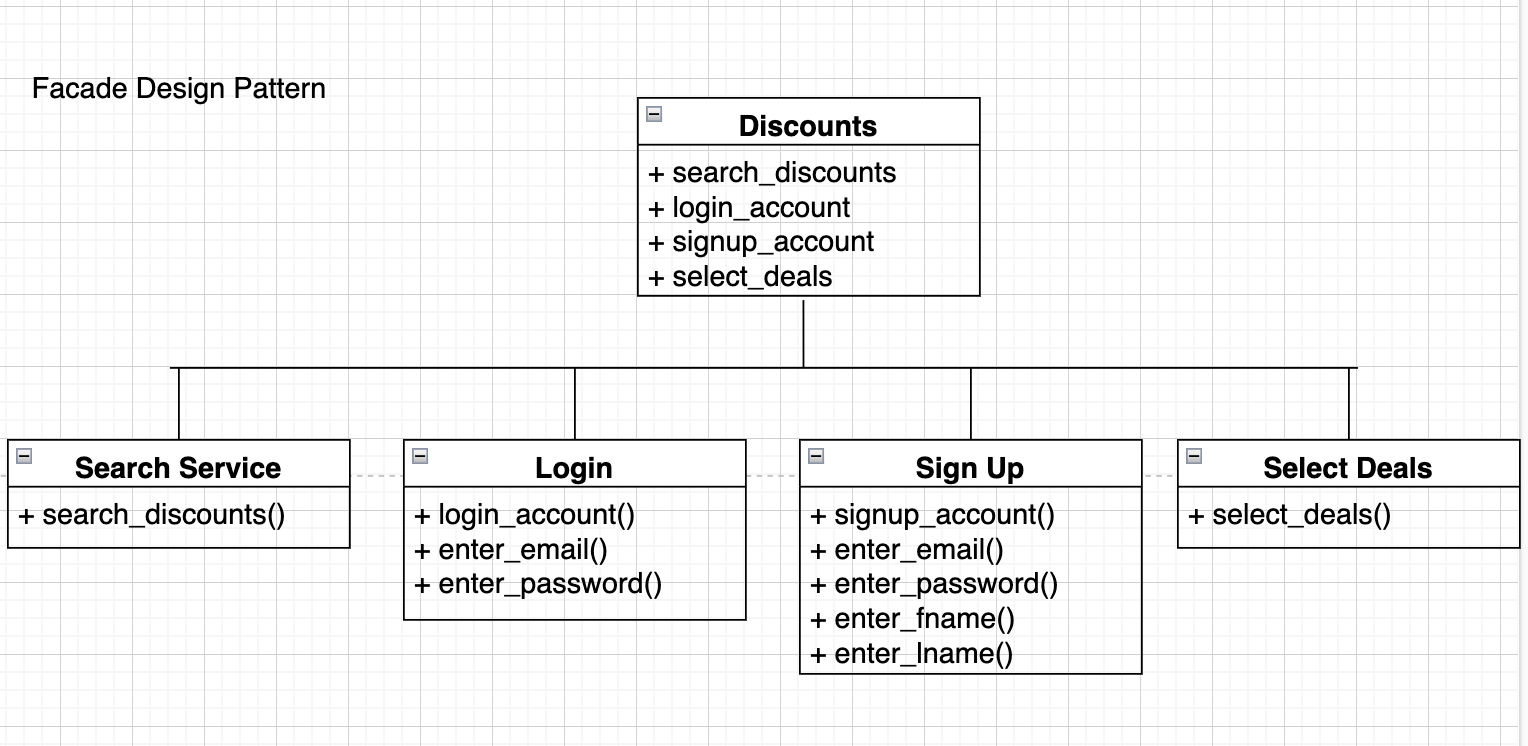 Facade Design Pattern
Discounts
+ search_discounts
+ login_account
+ signup_account
+ select_deals
Search Service
+ search_discounts()
Login
+ login_account()
+ enter_email()
+ enter_password()
Sign Up
+ signup_account()
+ enter_email()
+ enter_password()
+ enter_fname()
+ enter_lname()
Select Deals
+ select_deals()